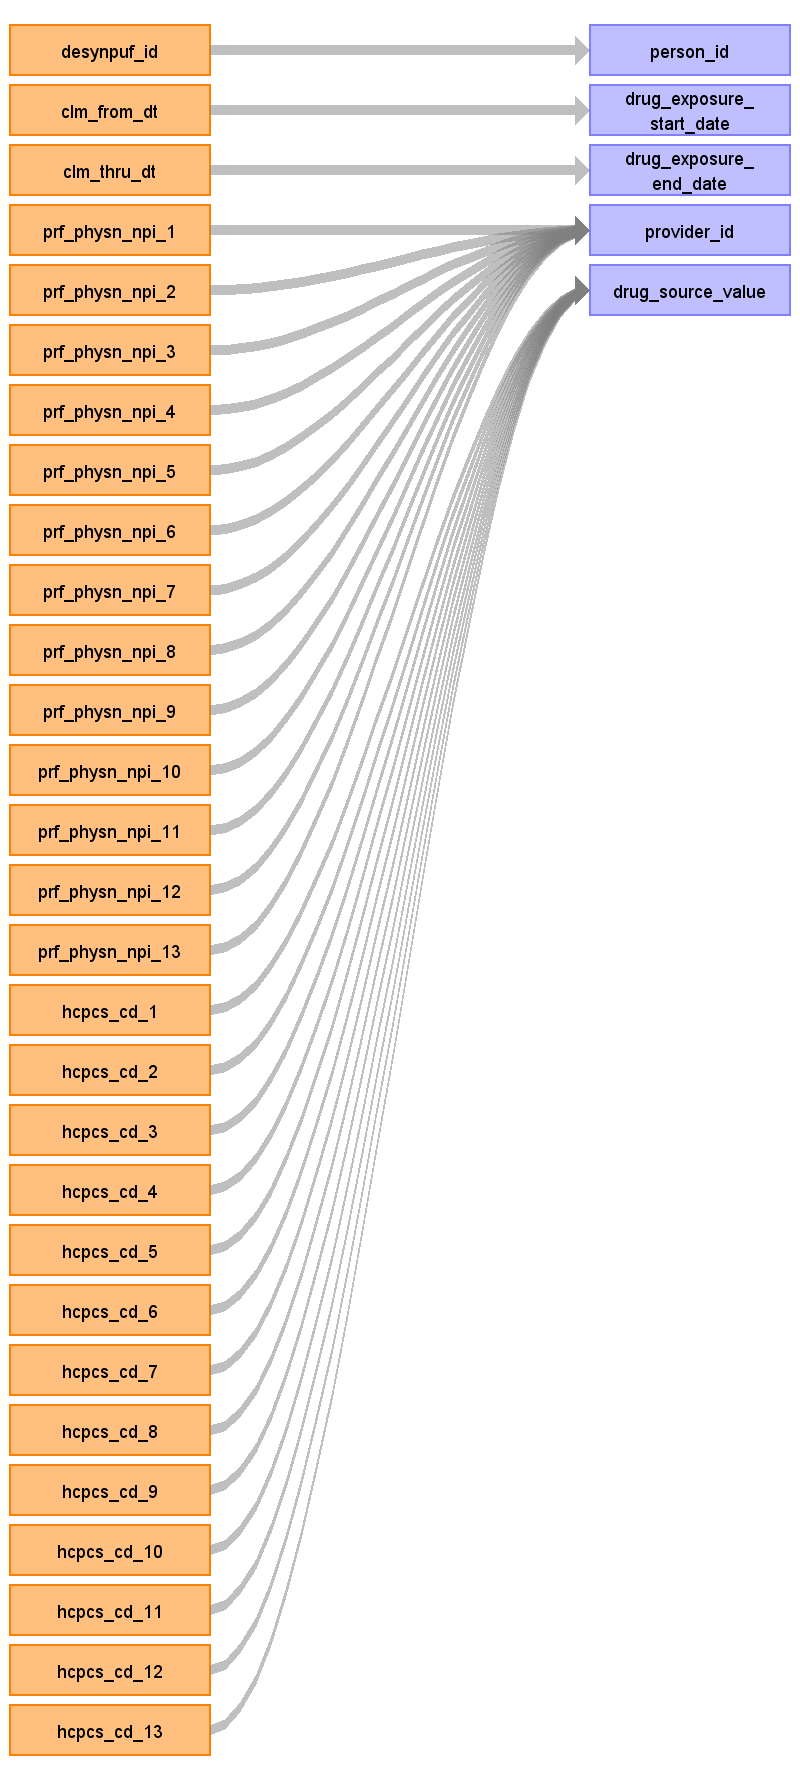 desynpuf_id
person_id
clm_from_dt
drug_exposure_
start_date
clm_thru_dt
drug_exposure_
end_date
prf_physn_npi_1
provider_id
prf_physn_npi_2
drug_source_value
prf_physn_npi_3
prf_physn_npi_4
prf_physn_npi_5
prf_physn_npi_6
prf_physn_npi_7
prf_physn_npi_8
prf_physn_npi_9
prf_physn_npi_10
prf_physn_npi_11
prf_physn_npi_12
prf_physn_npi_13
hcpcs_cd_1
hcpcs_cd_2
hcpcs_cd_3
hcpcs_cd_4
hcpcs_cd_5
hcpcs_cd_6
hcpcs_cd_7
hcpcs_cd_8
hcpcs_cd_9
hcpcs_cd_10
hcpcs_cd_11
hcpcs_cd_12
hcpcs_cd_13